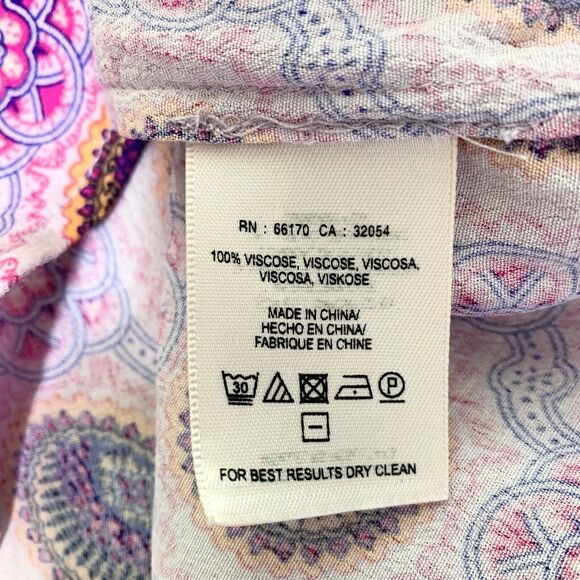 RN : 66170 CA : 32054
100% VISCOSE, VISCOSE, VISCOSA,
VISCOSA, VISKOSE
MADE IN CHINA/
HECHO EN CHINA/
FABRIQUE EN CHINE
30 P
FOR BEST RESULTS DRY CLEAN